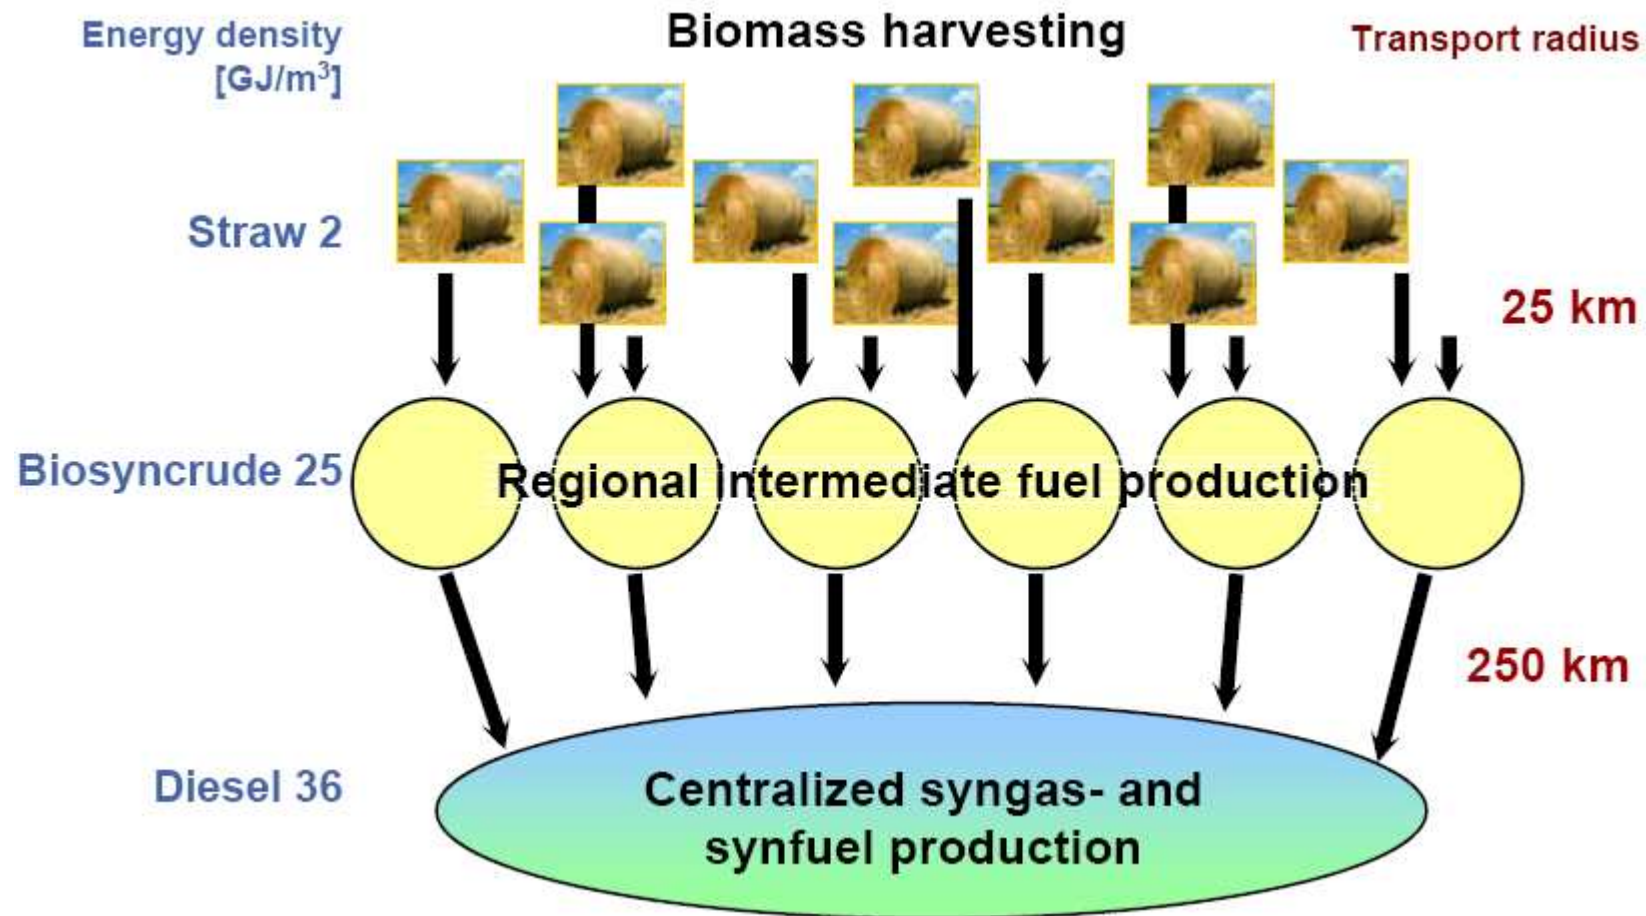 Energy density
[GJ/m³]
Biomass harvesting
Transport radius
Straw 2
25 km
Biosyncrude 25
Regional intermediate fuel production
250 km
Diesel 36
Centralized syngas- and
synfuel production